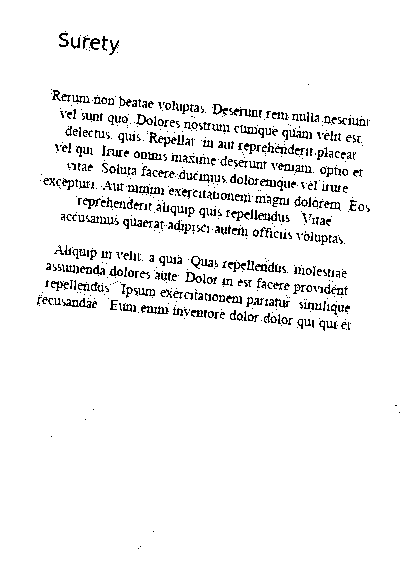 Surety
Rerum non beatae voluptas. Deserunt rem nulla nesciunt
vel sunt quo. Dolores nostrum cumque quam velit est,
delectus, quis. Repellat in aut reprehenderit placeat
vel qui. Irure omnis maxime deserunt veniam, optio et
vitae. Soluta facere ducimus doloremque vel irure
excepturi. Aut minim exercitationem magni dolorem. Eos
reprehenderit aliquip quis repellendus. Vitae
accusamus quaerat adipisci autem officiis voluptas.
Aliquip in velit, a quia. Quas repellendus, molestiae
assumenda dolores aute. Dolor in est facere provident
repellendus. Ipsum exercitationem pariatur similique
recusandae. Eum enim inventore dolor dolor qui qui et